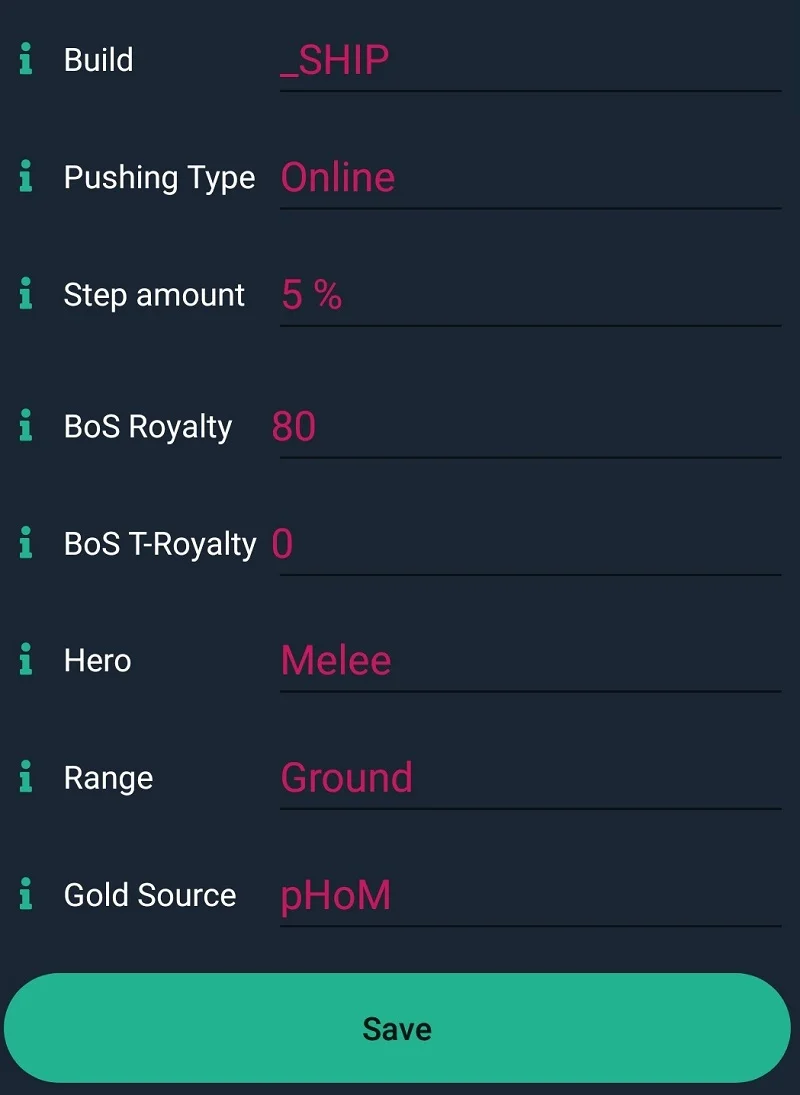 Build _SHIP
Pushing Type Online
Step amount 5 %
BoS Royalty 80
BoS T-Royalty 0
Hero Melee
Range Ground
Gold Source pHoM
Save